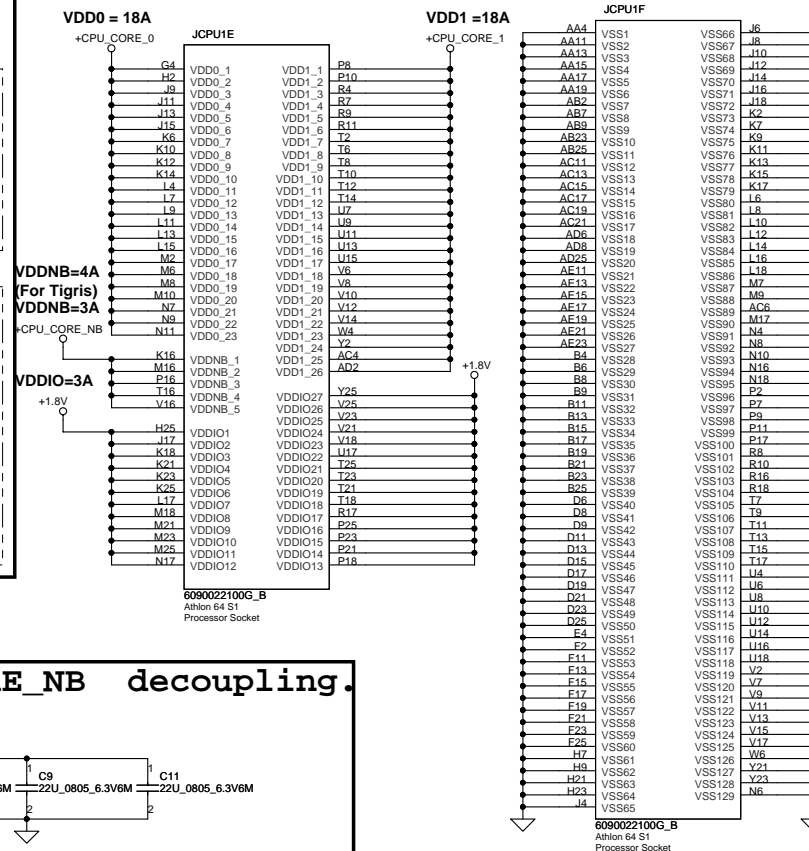 VDD0 = 18A
+CPU_CORE_0
JCPU1E
VDD1 =18A
+CPU_CORE_1
G4 VDD0_1 VDD1_1 P8
H2 VDD0_2 VDD1_2 P10
J9 VDD0_3 VDD1_3 R4
J11 VDD0_4 VDD1_4 R7
J13 VDD0_5 VDD1_5 R9
J15 VDD0_6 VDD1_6 R11
K6 VDD0_7 VDD1_7 T2
K10 VDD0_8 VDD1_8 T6
K12 VDD0_9 VDD1_9 T8
K14 VDD0_10 VDD1_10 T10
L4 VDD0_11 VDD1_11 T12
L7 VDD0_12 VDD1_12 T14
L9 VDD0_13 VDD1_13 U7
L11 VDD0_14 VDD1_14 U9
L13 VDD0_15 VDD1_15 U11
L15 VDD0_16 VDD1_16 U13
M2 VDD0_17 VDD1_17 U15
M6 VDD0_18 VDD1_18 V6
M8 VDD0_19 VDD1_19 V8
M10 VDD0_20 VDD1_20 V10
N7 VDD0_21 VDD1_21 V12
N9 VDD0_22 VDD1_22 V14
N11 VDD0_23 VDD1_23 W4
VDD1_24 Y2
VDD1_25 AC4
VDD1_26 AD2
VDDNB=4A
(For Tigris)
VDDNB=3A
+CPU_CORE_NB
K16 VDDNB_1
M16 VDDNB_2
P16 VDDNB_3
T16 VDDNB_4
V16 VDDNB_5
VDDIO=3A
+1.8V
+1.8V
VDDIO27 Y25
VDDIO26 V25
VDDIO25 V23
H25 VDDIO1 VDDIO24 V21
J17 VDDIO2 VDDIO23 V18
K18 VDDIO3 VDDIO22 U17
K21 VDDIO4 VDDIO21 T25
K23 VDDIO5 VDDIO20 T23
K25 VDDIO6 VDDIO19 T21
L17 VDDIO7 VDDIO18 T18
M18 VDDIO8 VDDIO17 R17
M21 VDDIO9 VDDIO16 P25
M23 VDDIO10 VDDIO15 P23
M25 VDDIO11 VDDIO14 P21
N17 VDDIO12 VDDIO13 P18
6090022100G_B
Athlon 64 S1
Processor Socket
JCPU1F
AA4 VSS1 VSS66 J6
AA11 VSS2 VSS67 J8
AA13 VSS3 VSS68 J10
AA15 VSS4 VSS69 J12
AA17 VSS5 VSS70 J14
AA19 VSS6 VSS71 J16
AB2 VSS7 VSS72 J18
AB7 VSS8 VSS73 K2
AB9 VSS9 VSS74 K7
AB23 VSS10 VSS75 K9
AB25 VSS11 VSS76 K11
AC11 VSS12 VSS77 K13
AC13 VSS13 VSS78 K15
AC15 VSS14 VSS79 K17
AC17 VSS15 VSS80 L6
AC19 VSS16 VSS81 L8
AC21 VSS17 VSS82 L10
AD6 VSS18 VSS83 L12
AD8 VSS19 VSS84 L14
AD25 VSS20 VSS85 L16
AE11 VSS21 VSS86 L18
AE13 VSS22 VSS87 M7
AE15 VSS23 VSS88 M9
AE17 VSS24 VSS89 AC6
AE19 VSS25 VSS90 M17
AE21 VSS26 VSS91 N4
AE23 VSS27 VSS92 N8
B4 VSS28 VSS93 N10
B6 VSS29 VSS94 N16
B8 VSS30 VSS95 N18
B9 VSS31 VSS96 P2
B11 VSS32 VSS97 P7
B13 VSS33 VSS98 P9
B15 VSS34 VSS99 P11
B17 VSS35 VSS100 P17
B19 VSS36 VSS101 R8
B21 VSS37 VSS102 R10
B23 VSS38 VSS103 R16
B25 VSS39 VSS104 R18
D6 VSS40 VSS105 T7
D8 VSS41 VSS106 T9
D9 VSS42 VSS107 T11
D11 VSS43 VSS108 T13
D13 VSS44 VSS109 T15
D15 VSS45 VSS110 T17
D17 VSS46 VSS111 U4
D19 VSS47 VSS112 U6
D21 VSS48 VSS113 U8
D23 VSS49 VSS114 U10
D25 VSS50 VSS115 U12
E4 VSS51 VSS116 U14
F2 VSS52 VSS117 U16
F11 VSS53 VSS118 U18
F13 VSS54 VSS119 V2
F15 VSS55 VSS120 V7
F17 VSS56 VSS121 V9
F19 VSS57 VSS122 V11
F21 VSS58 VSS123 V13
F23 VSS59 VSS124 V15
F25 VSS60 VSS125 V17
H7 VSS61 VSS126 W6
H9 VSS62 VSS127 Y21
H21 VSS63 VSS128 Y23
H23 VSS64 VSS129 N6
J4 VSS65
6090022100G_B
Athlon 64 S1
Processor Socket
E_NB decoupling.
1 1
6M C9 C11
22U_0805_6.3V6M 22U_0805_6.3V6M
2 2